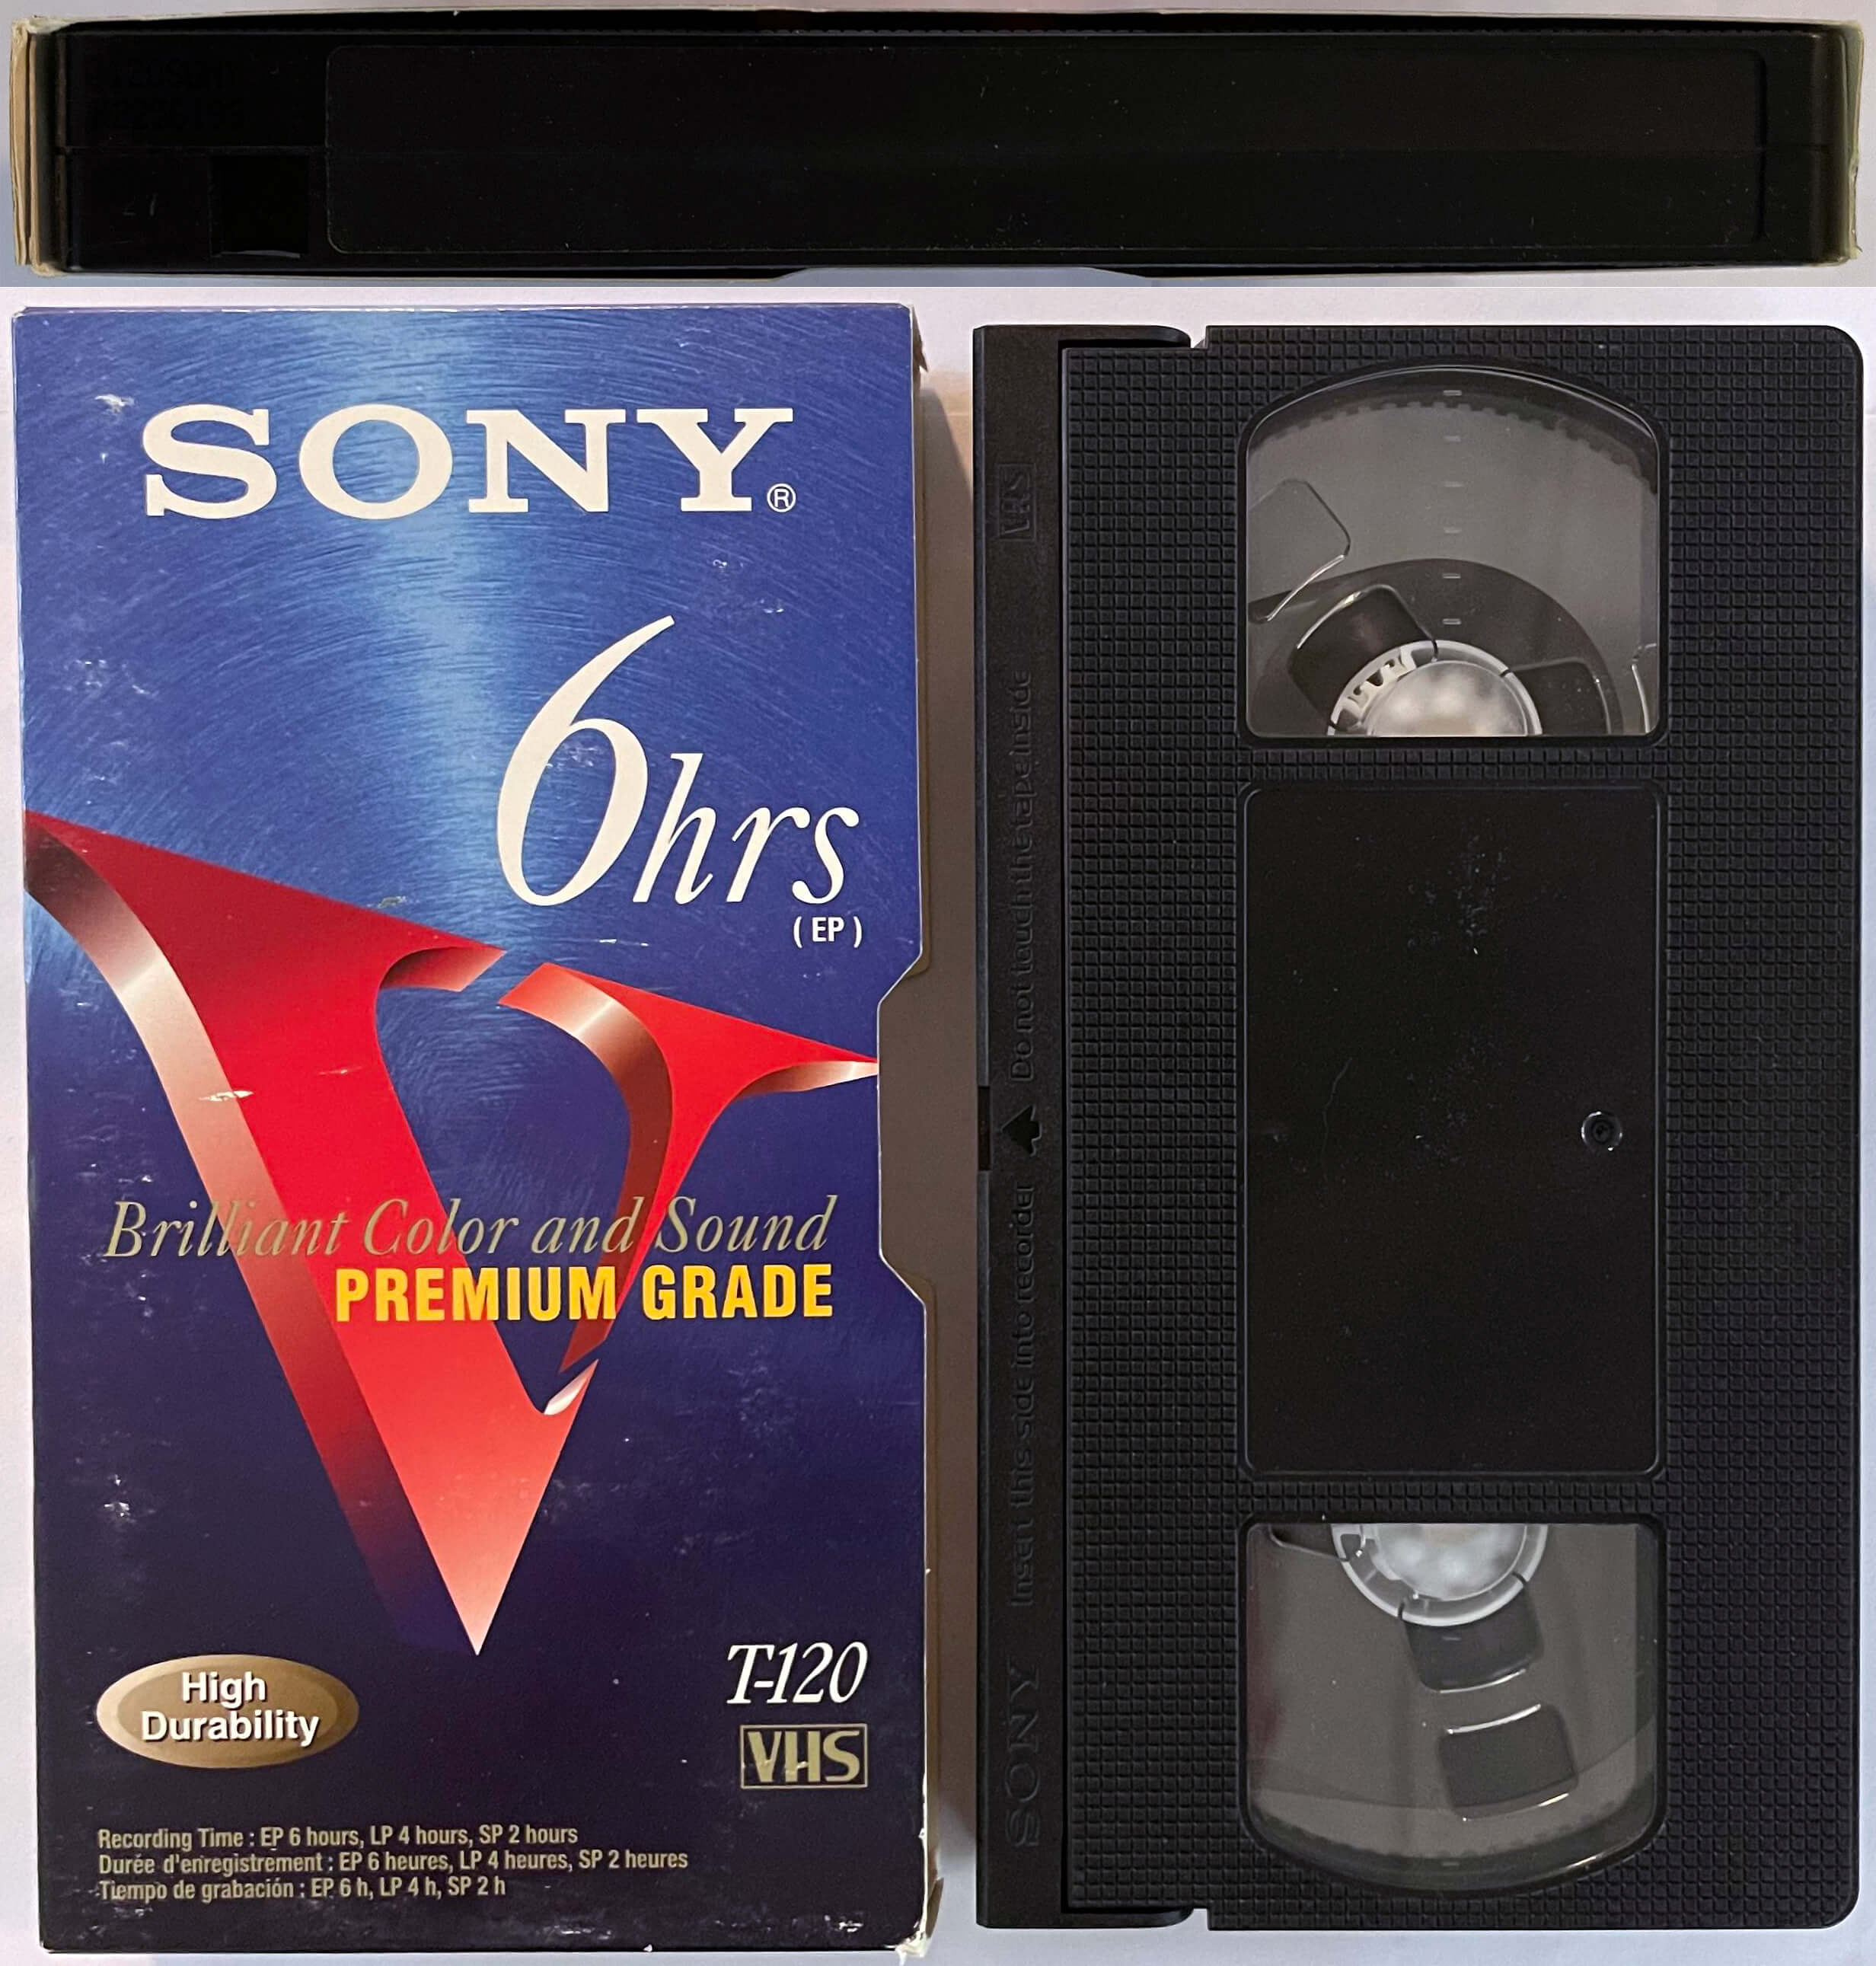 SONY®
6hrs
(EP)
Brilliant Color and Sound
PREMIUM GRADE
High
Durability
T-120
VHS
Recording Time : EP 6 hours, LP 4 hours, SP 2 hours
Durée d'enregistrement : EP 6 heures, LP 4 heures, SP 2 heures
Tiempo de grabación : EP 6 h, LP 4 h, SP 2 h
SONY Insert this side into recorder ▲ Do not touch the tape inside VHS